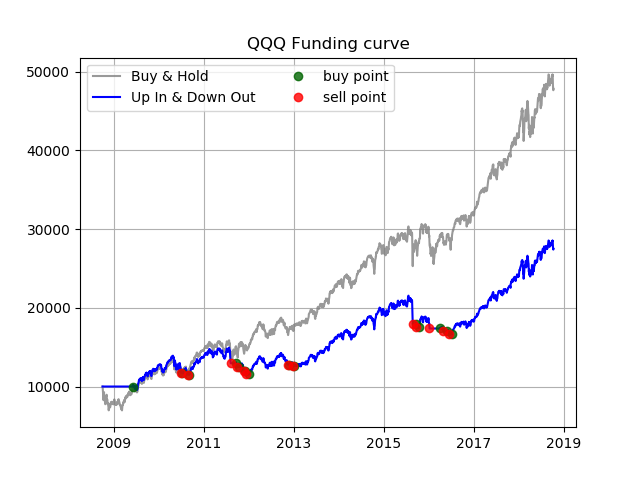 QQQ Funding curve
Buy & Hold
Up In & Down Out
buy point
sell point
50000
40000
30000
20000
10000
2009 2011 2013 2015 2017 2019